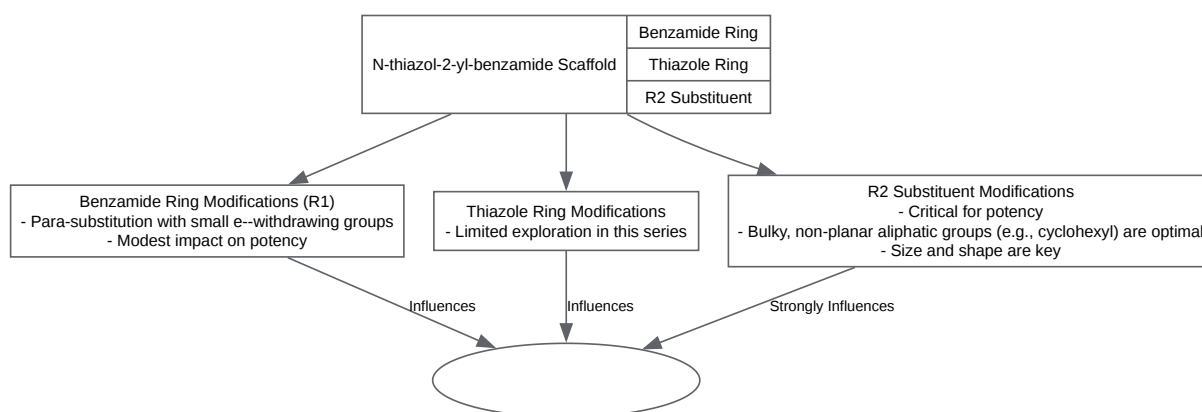 N-thiazol-2-yl-benzamide Scaffold
Benzamide Ring
Thiazole Ring
R2 Substituent
Benzamide Ring Modifications (R1)
- Para-substitution with small e--withdrawing groups
- Modest impact on potency
Thiazole Ring Modifications
- Limited exploration in this series
R2 Substituent Modifications
- Critical for potency
- Bulky, non-planar aliphatic groups (e.g., cyclohexyl) are optimal
- Size and shape are key
Influences
Influences
Strongly Influences